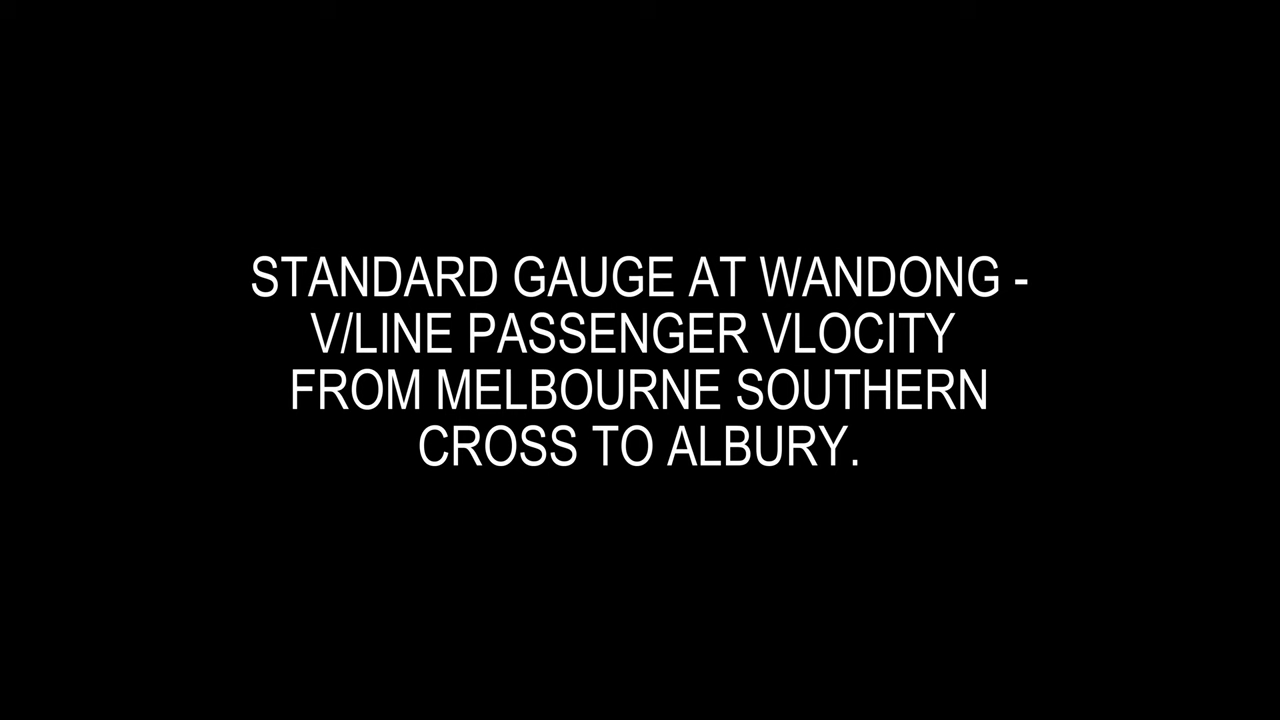 STANDARD GAUGE AT WANDONG -
V/LINE PASSENGER VLOCITY
FROM MELBOURNE SOUTHERN
CROSS TO ALBURY.